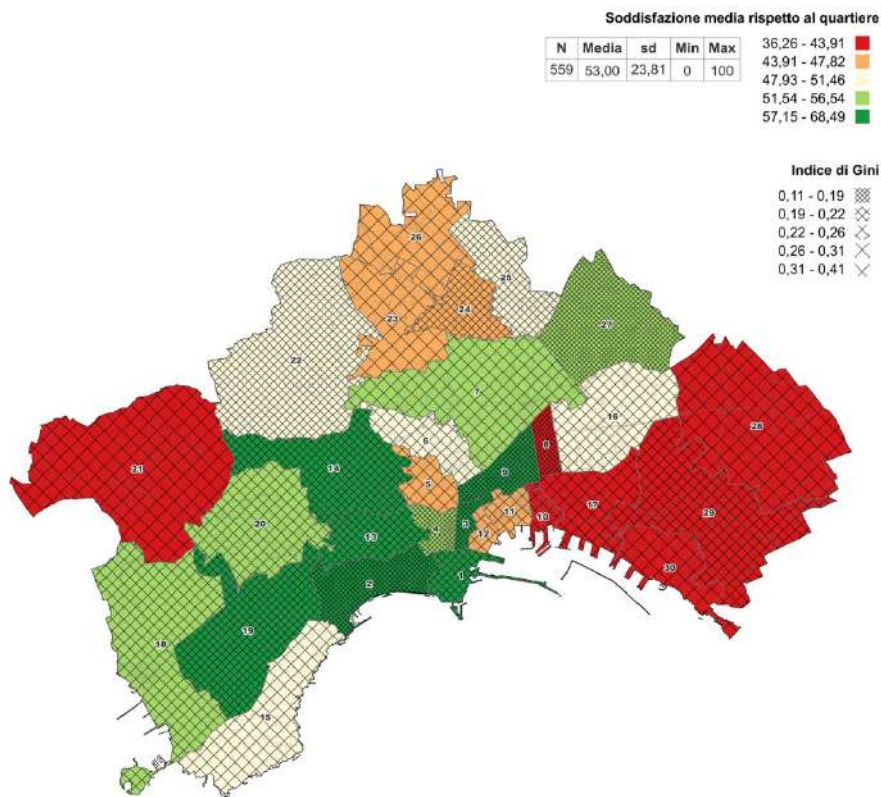 Soddisfazione media rispetto al quartiere
N Media sd Min Max
559 53,00 23,81 0 100
36,26 - 43,91
43,91 - 47,82
47,93 - 51,46
51,54 - 56,54
57,15 - 68,49
Indice di Gini
0,11 - 0,19
0,19 - 0,22
0,22 - 0,26
0,26 - 0,31
0,31 - 0,41
26
25
24
23
27
22
7
16
28
6
8
21
14
9
5
11
17
29
20
3
10
4
12
13
30
1
2
19
18
15